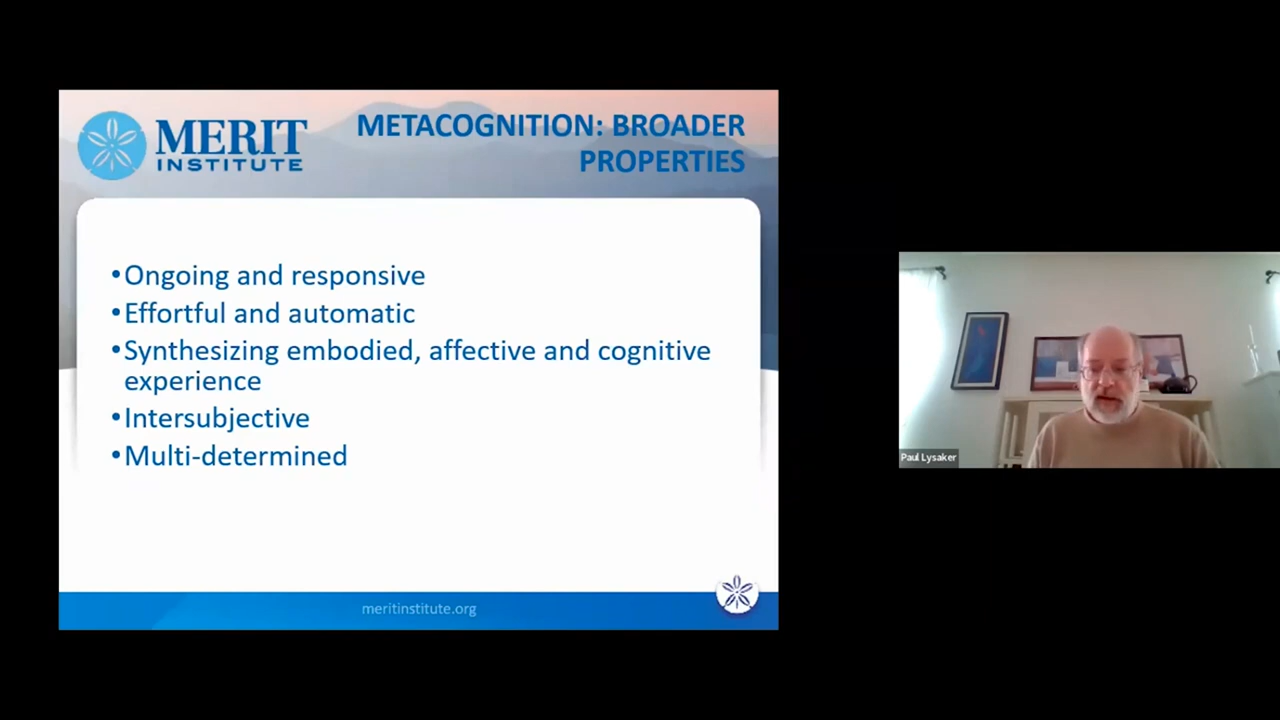 MERIT
INSTITUTE
METACOGNITION: BROADER
PROPERTIES
•Ongoing and responsive
•Effortful and automatic
•Synthesizing embodied, affective and cognitive
experience
•Intersubjective
•Multi-determined
meritinstitute.org
Paul Lysaker